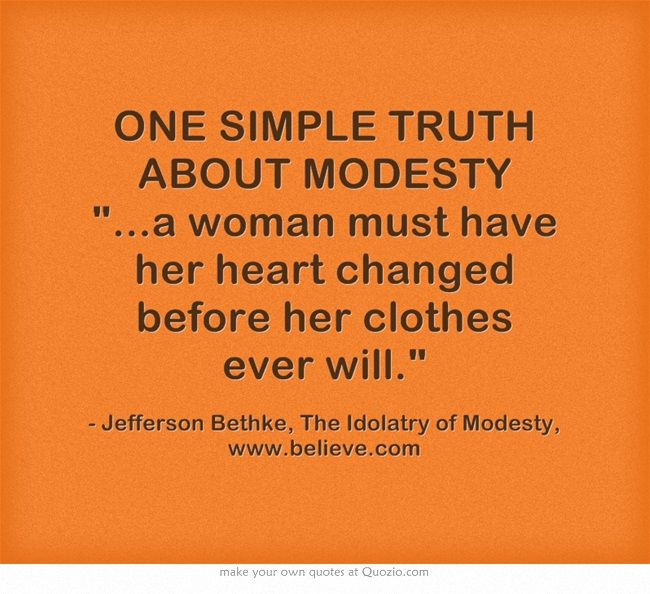 ONE SIMPLE TRUTH
ABOUT MODESTY
"...a woman must have
her heart changed
before her clothes
ever will."
- Jefferson Bethke, The Idolatry of Modesty,
www.believe.com
make your own quotes at Quozio.com